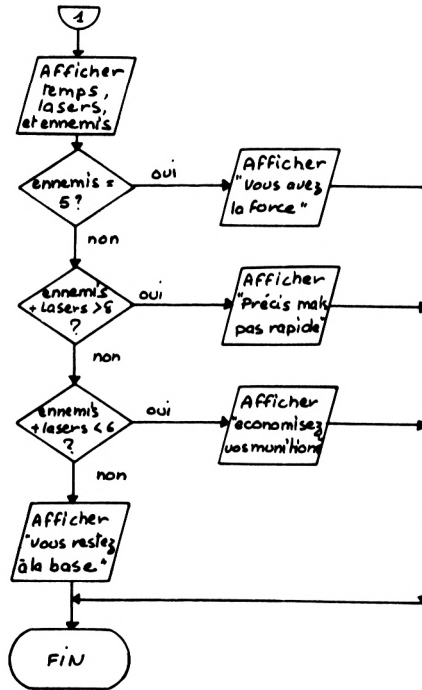 1
Afficher
temps,
lasers,
et ennemis
ennemis =
5?
oui
Afficher
"Vous avez
la force"
non
ennemis
+ Lasers >8
?
oui
Afficher
"Précis mais
pas rapide"
non
ennemis
+ lasers < 6
?
oui
Afficher
"economisez
vos munitions
non
Afficher
"Vous restez
à la base"
FIN